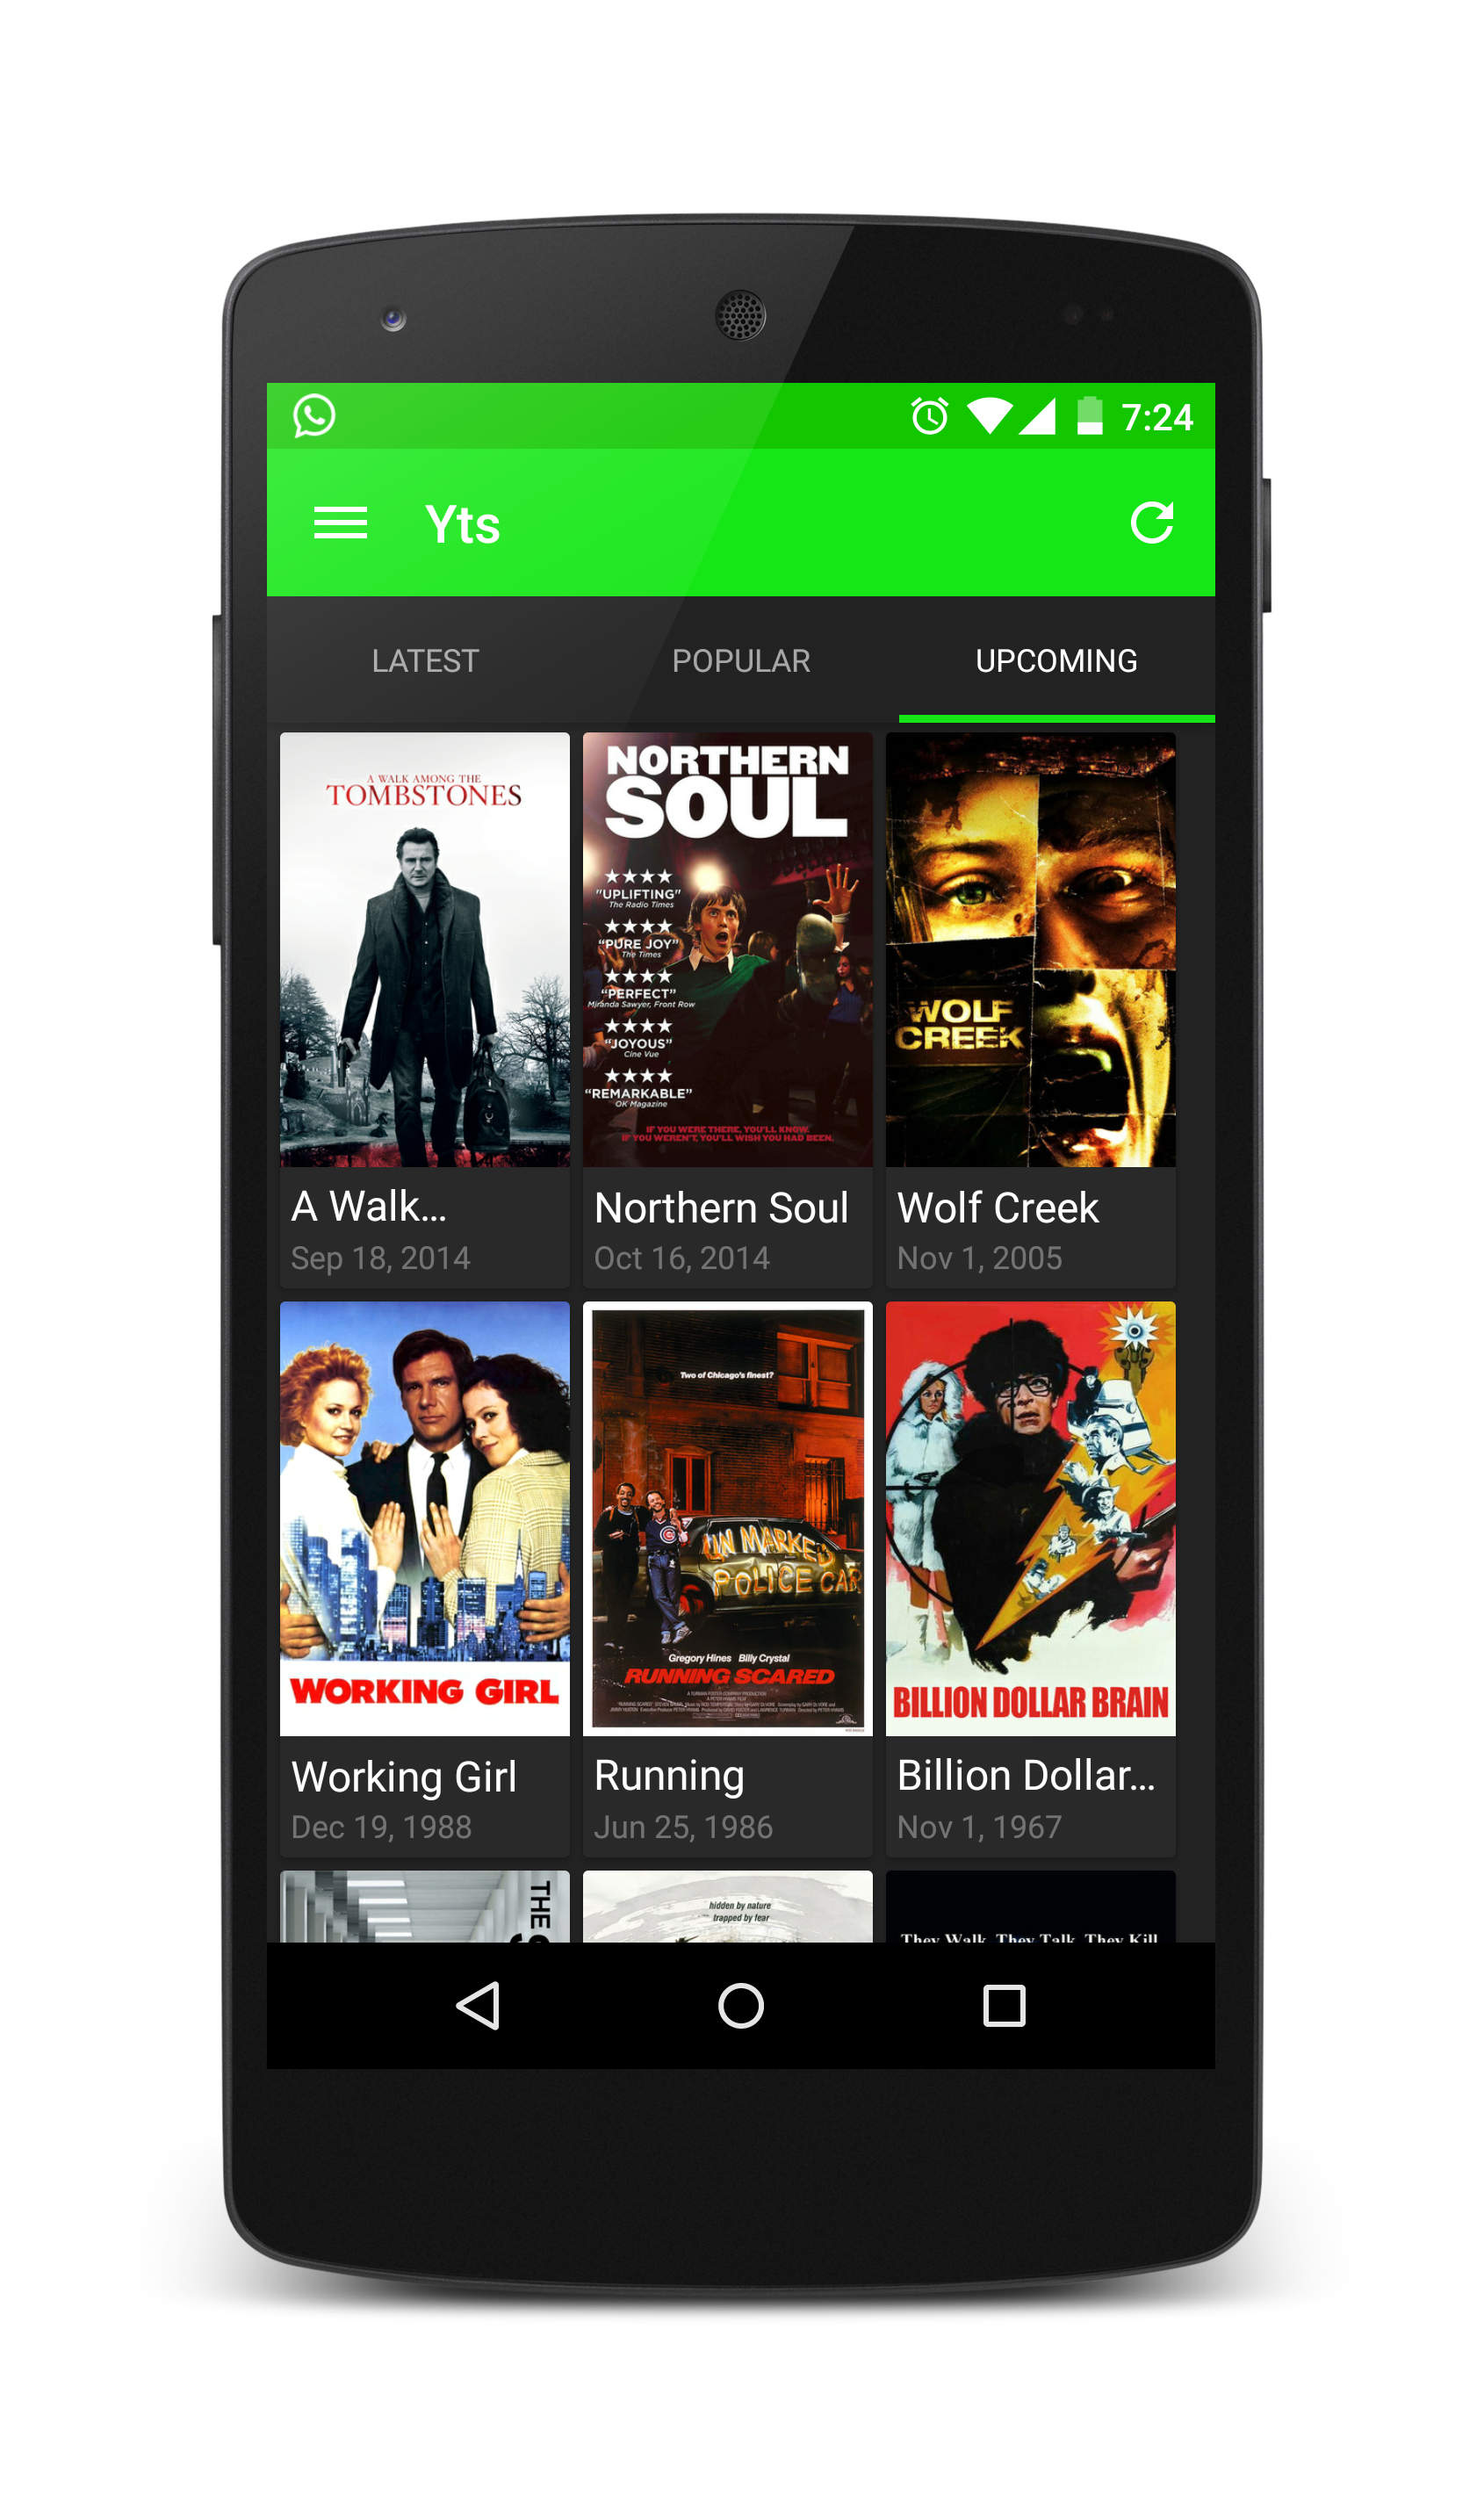 7:24
Yts
LATEST
POPULAR
UPCOMING
A WALK AMONG THE
TOMBSTONES
NORTHERN
SOUL
"UPLIFTING"
The Radio Times
"PURE JOY"
The Times
"PERFECT"
Miranda Sawyer, Front Row
"JOYOUS"
Cine Vue
"REMARKABLE"
OK Magazine
IF YOU WERE THERE, YOU'LL KNOW.
IF YOU WEREN'T, YOU'LL WISH YOU HAD BEEN.
WOLF
CREEK
A Walk...
Sep 18, 2014
Northern Soul
Oct 16, 2014
Wolf Creek
Nov 1, 2005
WORKING GIRL
Two of Chicago's finest?
UN MARKED
POLICE CAR
Gregory Hines Billy Crystal
RUNNING SCARED
BILLION DOLLAR BRAIN
Working Girl
Dec 19, 1988
Running
Jun 25, 1986
Billion Dollar...
Nov 1, 1967
THE
hidden by nature
trapped by fear
They Walk. They Talk. They Kill